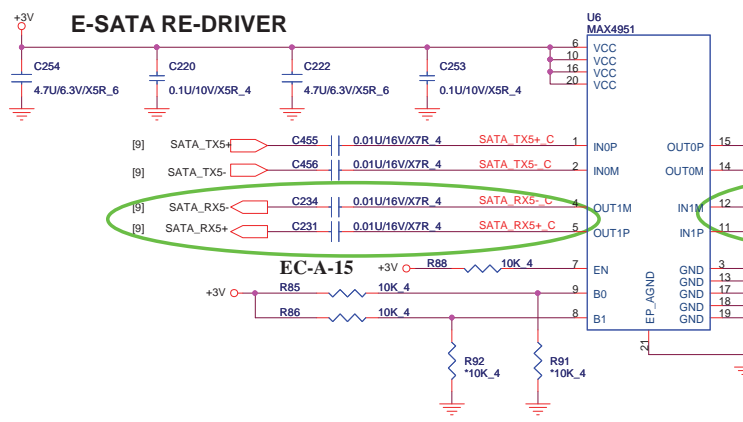 +3V
E-SATA RE-DRIVER
U6
MAX4951
C254
4.7U/6.3V/X5R_6
C220
0.1U/10V/X5R_4
C222
4.7U/6.3V/X5R_6
C253
0.1U/10V/X5R_4
6 VCC
10 VCC
16 VCC
20 VCC
[9] SATA_TX5+ C455 0.01U/16V/X7R_4 SATA_TX5+_C 1 IN0P OUT0P 15
[9] SATA_TX5- C456 0.01U/16V/X7R_4 SATA_TX5-_C 2 IN0M OUT0M 14
[9] SATA_RX5- C234 0.01U/16V/X7R_4 SATA_RX5-_C 4 OUT1M IN1M 12
[9] SATA_RX5+ C231 0.01U/16V/X7R_4 SATA_RX5+_C 5 OUT1P IN1P 11
EC-A-15 +3V R88 10K_4 7 EN GND 3
GND 13
+3V R85 10K_4 9 B0 GND 17
GND 18
R86 10K_4 8 B1 GND 19
EP_AGND
21
R92
*10K_4
R91
*10K_4